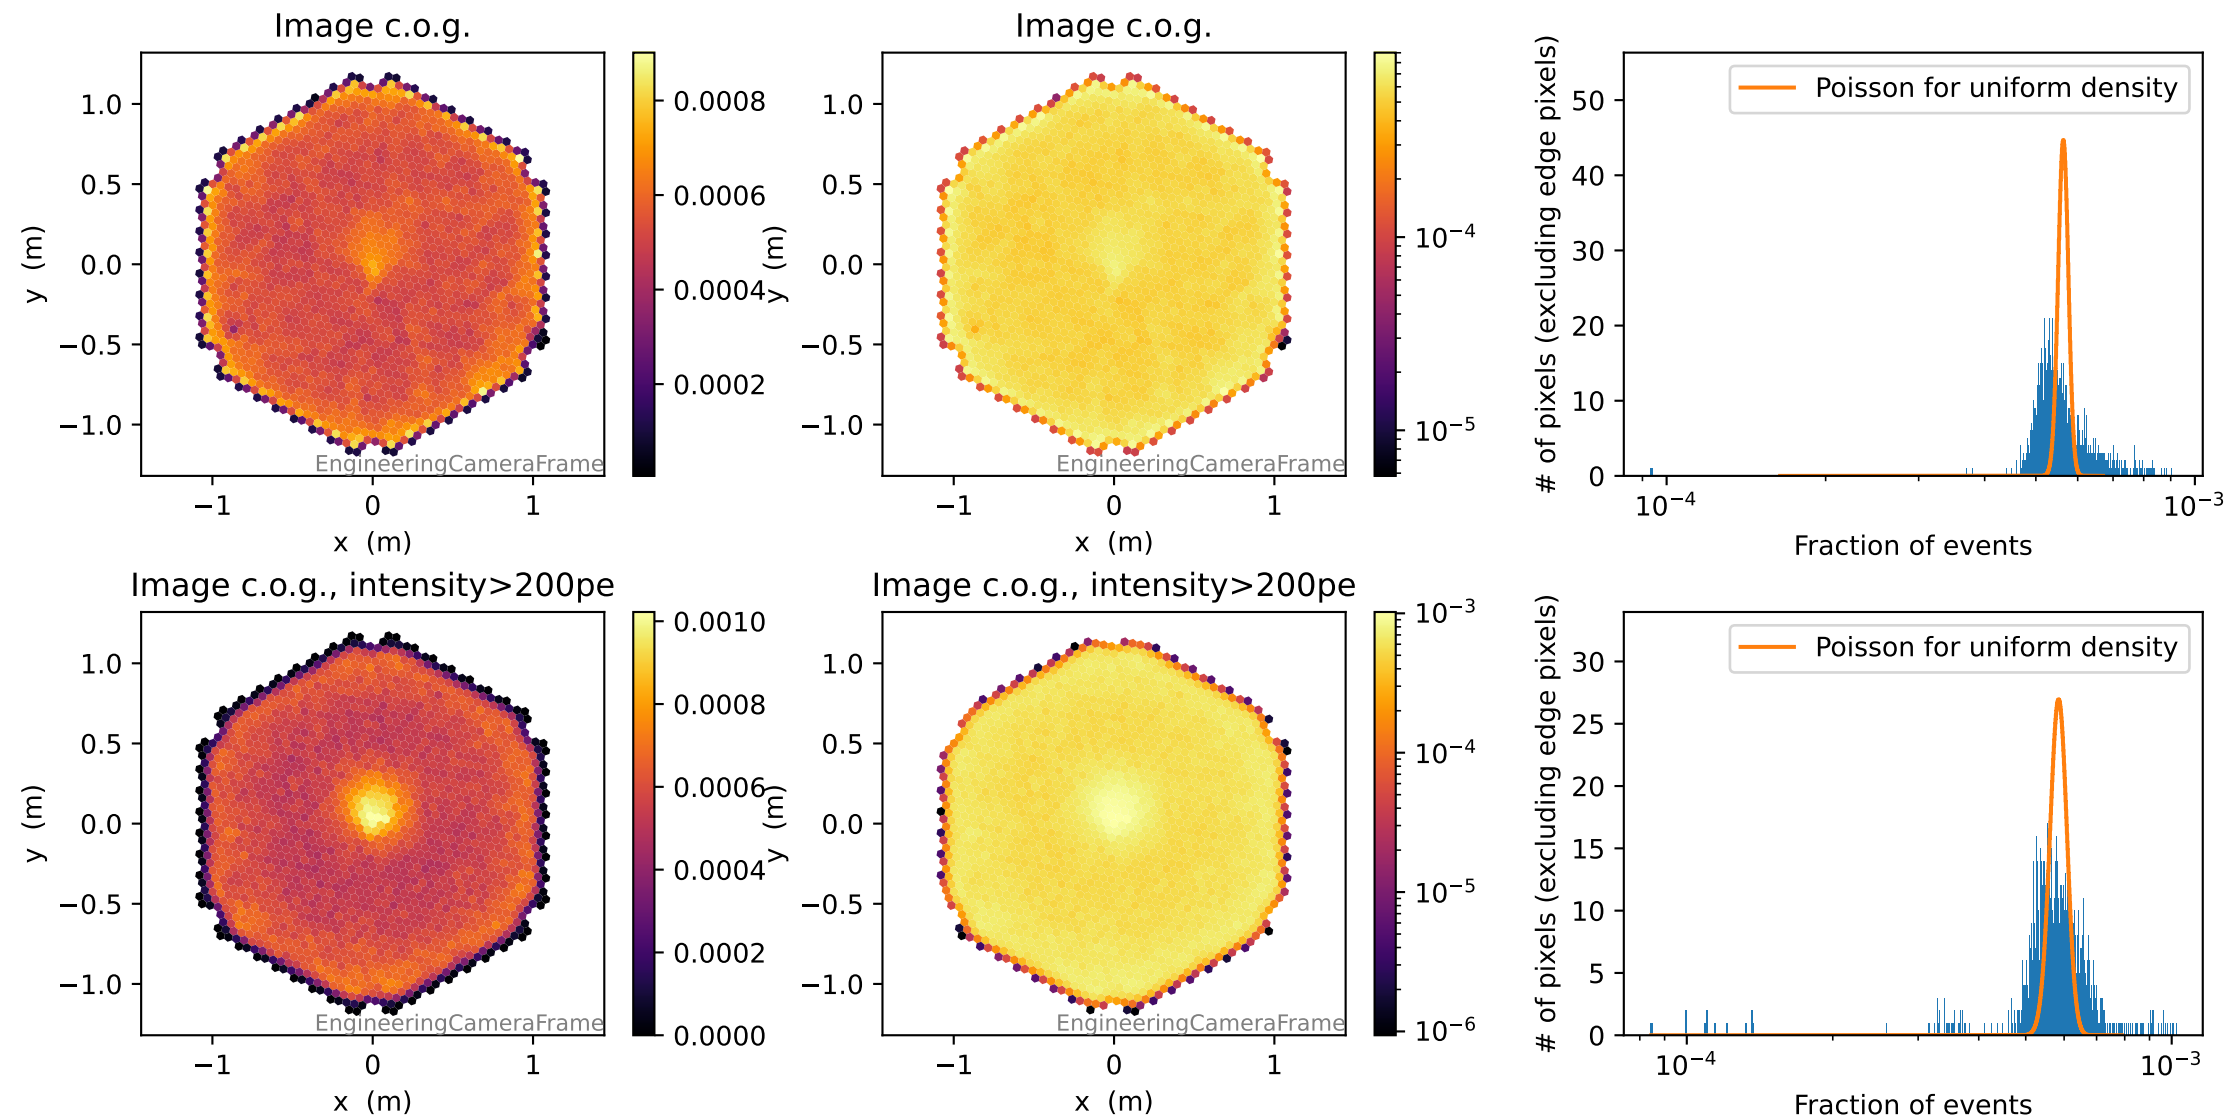 Image c.o.g.
1.0
0.5
0.0
−0.5
−1.0
y (m)
−1
0
1
x (m)
EngineeringCameraFrame
0.0008
0.0006
0.0004
0.0002
Image c.o.g.
1.0
0.5
0.0
−0.5
−1.0
y (m)
−1
0
1
x (m)
EngineeringCameraFrame
10⁻⁴
10⁻⁵
Poisson for uniform density
50
40
30
20
10
0
# of pixels (excluding edge pixels)
10⁻⁴
10⁻³
Fraction of events
Image c.o.g., intensity>200pe
1.0
0.5
0.0
−0.5
−1.0
y (m)
−1
0
1
x (m)
EngineeringCameraFrame
0.0010
0.0008
0.0006
0.0004
0.0002
0.0000
Image c.o.g., intensity>200pe
1.0
0.5
0.0
−0.5
−1.0
y (m)
−1
0
1
x (m)
EngineeringCameraFrame
10⁻³
10⁻⁴
10⁻⁵
10⁻⁶
Poisson for uniform density
30
25
20
15
10
5
0
# of pixels (excluding edge pixels)
10⁻⁴
10⁻³
Fraction of events